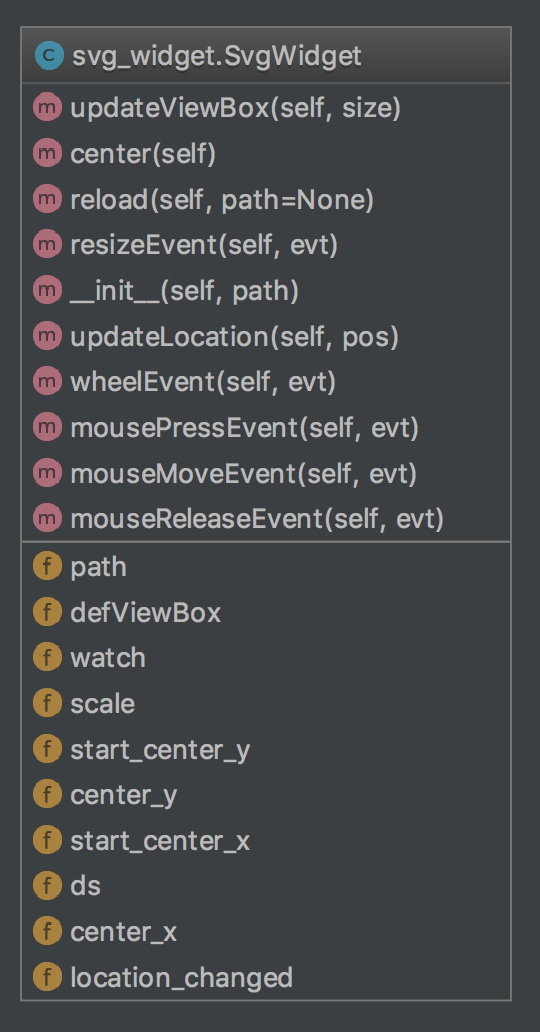 C svg_widget.SvgWidget
m updateViewBox(self, size)
m center(self)
m reload(self, path=None)
m resizeEvent(self, evt)
m __init__(self, path)
m updateLocation(self, pos)
m wheelEvent(self, evt)
m mousePressEvent(self, evt)
m mouseMoveEvent(self, evt)
m mouseReleaseEvent(self, evt)
f path
f defViewBox
f watch
f scale
f start_center_y
f center_y
f start_center_x
f ds
f center_x
f location_changed